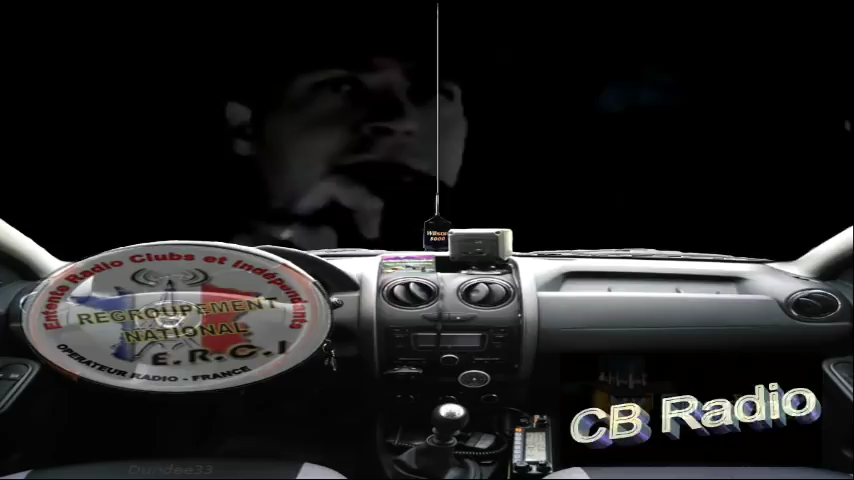 Wilson
5000
Entente Radio Clubs et Indépendants
REGROUPEMENT
NATIONAL
E.R.C.I
OPERATEUR RADIO - FRANCE
CB Radio
Dundee33